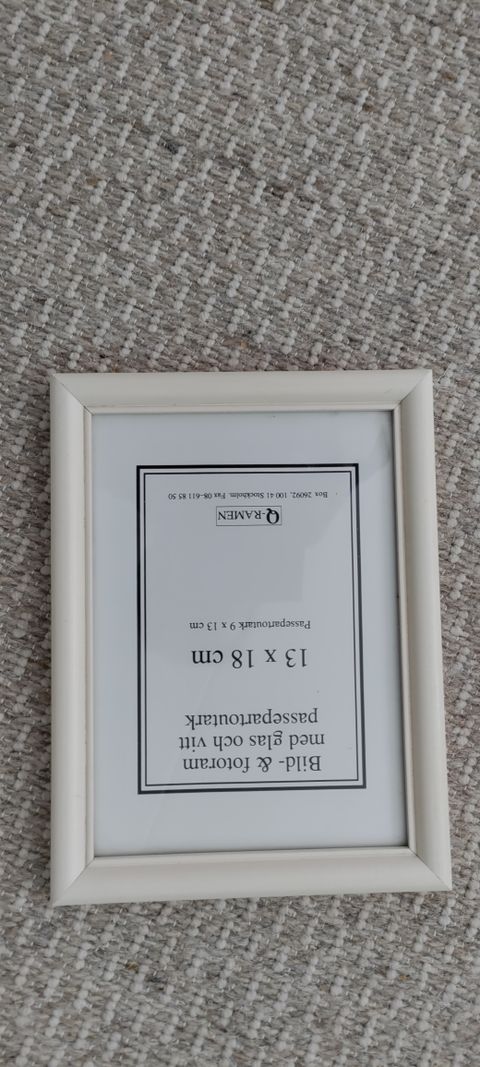 Bild- & fotoram
med glas och vitt
passepartoutark
13 x 18 cm
Passepartoutark 9 x 13 cm
Q-RAMEN
Box 26092, 100 41 Stockholm. Fax 08-611 85 50